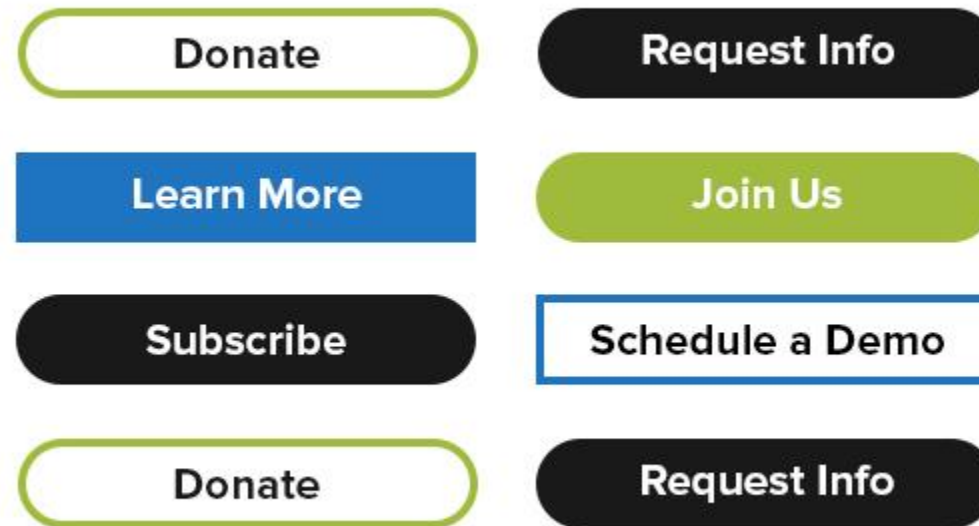 Donate
Request Info
Learn More
Join Us
Subscribe
Schedule a Demo
Donate
Request Info